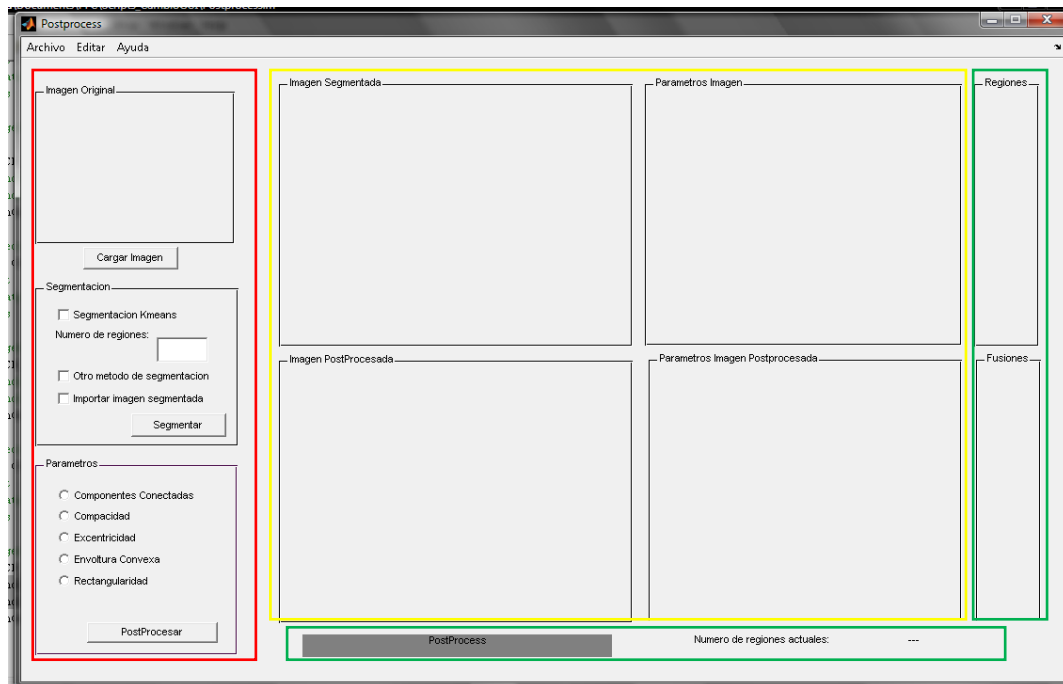 Postprocess
Archivo Editar Ayuda
Imagen Original
Cargar Imagen
Segmentacion
Segmentacion Kmeans
Numero de regiones:
Otro metodo de segmentacion
Importar imagen segmentada
Segmentar
Parametros
Componentes Conectadas
Compacidad
Excentricidad
Envoltura Convexa
Rectangularidad
PostProcesar
Imagen Segmentada
Parametros Imagen
Regiones
Imagen PostProcesada
Parametros Imagen Postprocesada
Fusiones
PostProcess
Numero de regiones actuales: ---